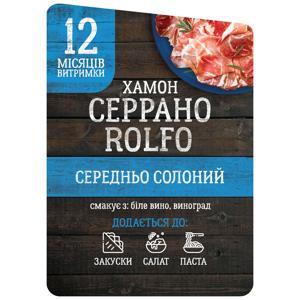 12
МІСЯЦІВ
ВИТРИМКИ
ХАМОН
СЕРРАНО
ROLFO
СЕРЕДНЬО СОЛОНИЙ
смакує з: біле вино, виноград
ДОДАЄТЬСЯ ДО:
ЗАКУСКИ САЛАТ ПАСТА